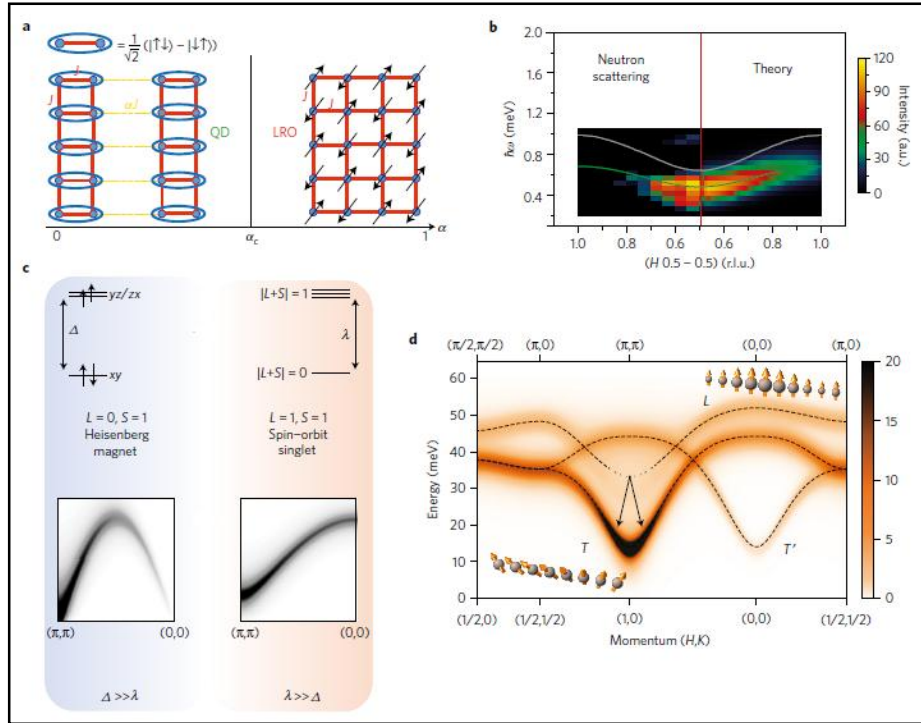 a
= 1/√2 (|↑↓⟩ − |↓↑⟩)
J
J
αJ
QD
LRO
J
J
0
αc
1
α
b
Neutron
scattering
Theory
2.0
1.6
1.2
0.8
0.4
ħω (meV)
1.0 0.8 0.6 0.6 0.8 1.0
(H 0.5 − 0.5) (r.l.u.)
120
90
60
30
0
Intensity
(a.u.)
c
yz/zx
Δ
xy
L = 0, S = 1
Heisenberg
magnet
(π,π) (0,0)
Δ >> λ
|L+S| = 1
λ
|L+S| = 0
L = 1, S = 1
Spin–orbit
singlet
(π,π) (0,0)
λ >> Δ
d
(π/2,π/2) (π,0) (π,π) (0,0) (π,0)
60
50
40
30
20
10
0
Energy
(meV)
L
T
T′
(1/2,0) (1/2,1/2) (1,0) (0,0) (1/2,1/2)
Momentum (H,K)
20
15
10
5
0